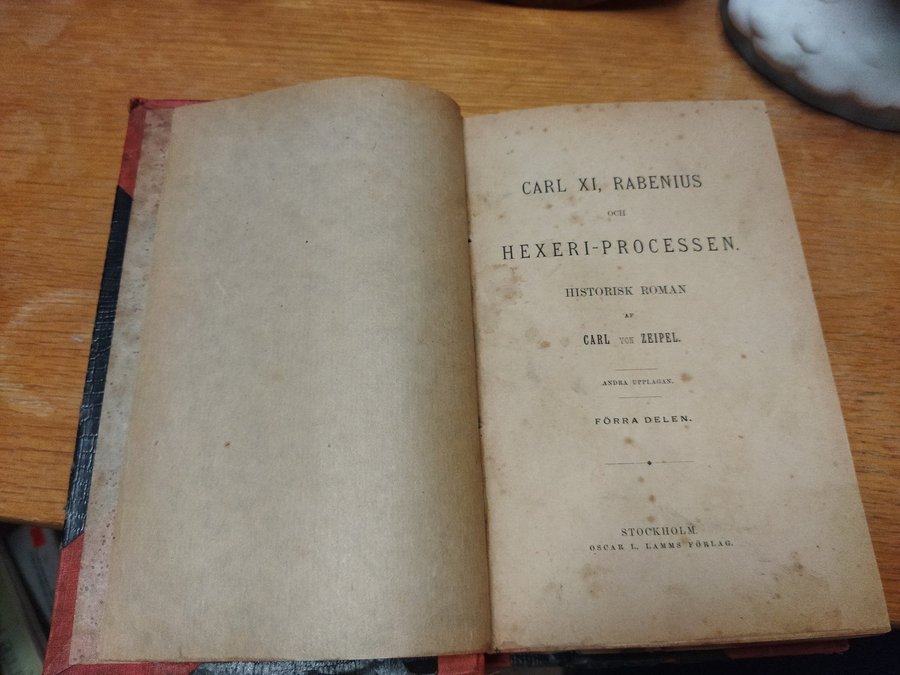 CARL XI, RABENIUS
OCH
HEXERI-PROCESSEN.
HISTORISK ROMAN
AF
CARL VON ZEIPEL.
ANDRA UPPLAGAN.
FÖRRA DELEN.
STOCKHOLM.
OSCAR L. LAMMS FÖRLAG.